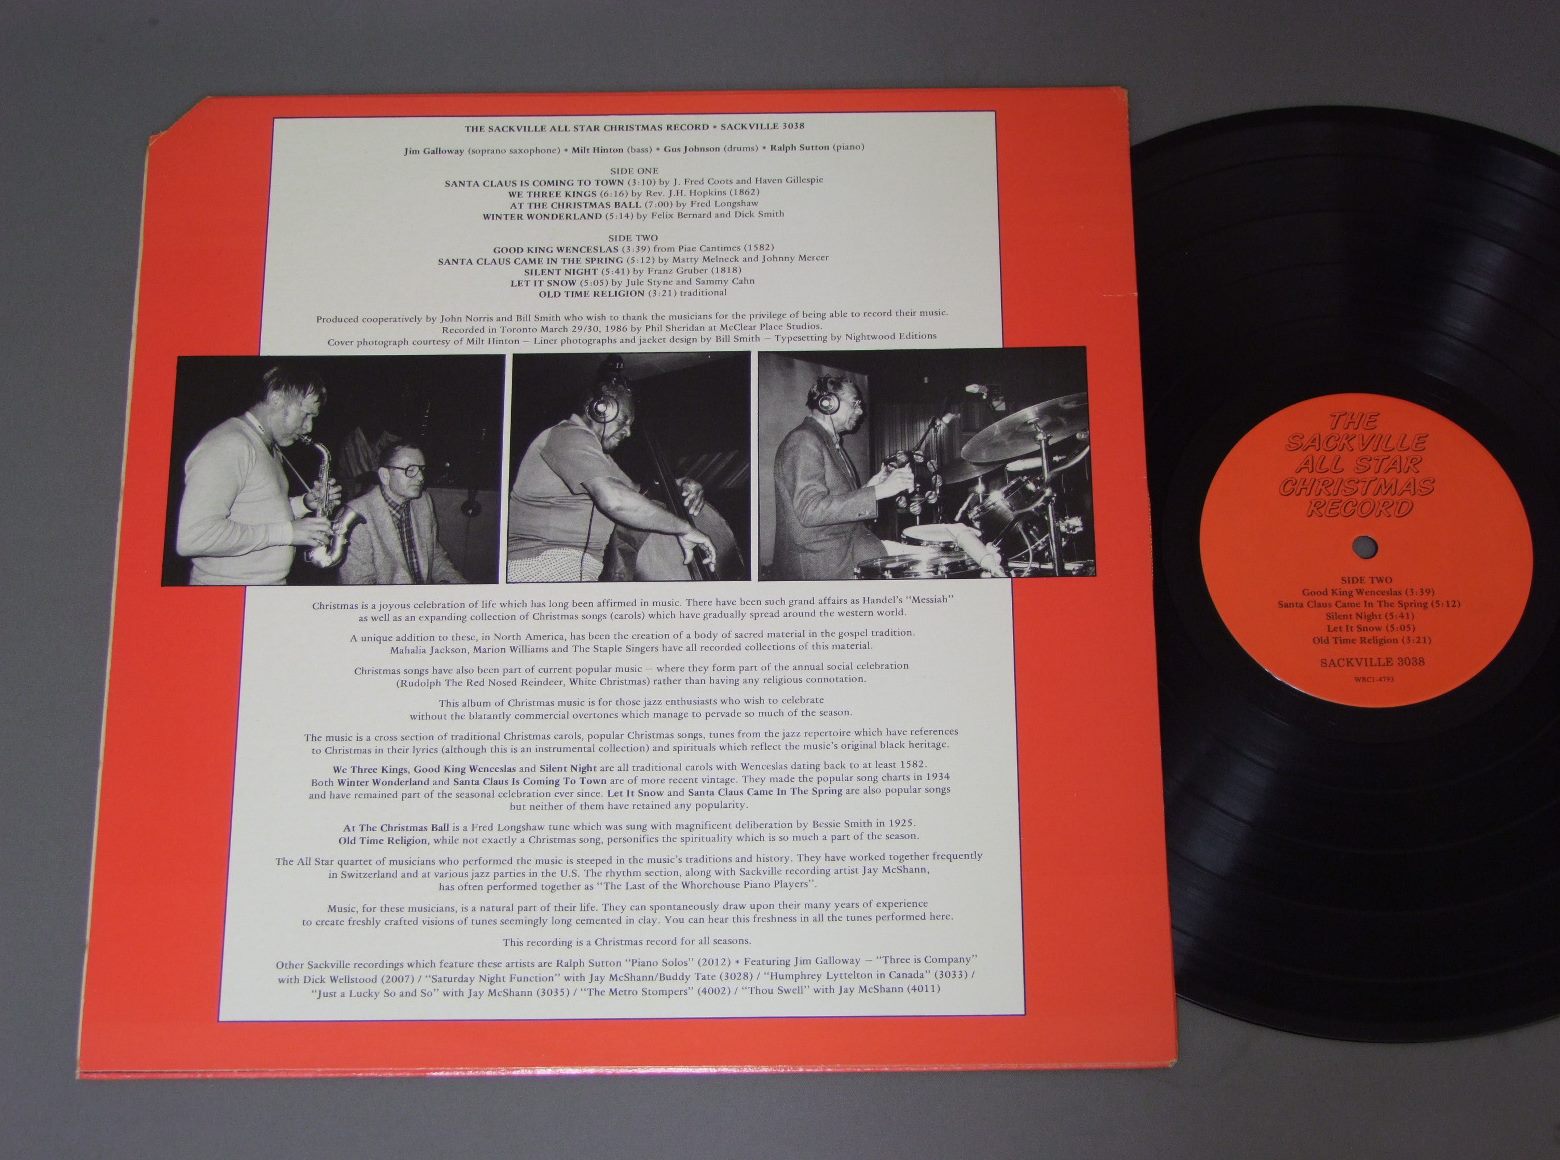 THE SACKVILLE ALL STAR CHRISTMAS RECORD • SACKVILLE 3038
Jim Galloway (soprano saxophone) • Milt Hinton (bass) • Gus Johnson (drums) • Ralph Sutton (piano)
SIDE ONE
SANTA CLAUS IS COMING TO TOWN (3:10) by J. Fred Coots and Haven Gillespie
WE THREE KINGS (6:16) by Rev. J.H. Hopkins (1862)
AT THE CHRISTMAS BALL (7:00) by Fred Longshaw
WINTER WONDERLAND (5:14) by Felix Bernard and Dick Smith
SIDE TWO
GOOD KING WENCESLAS (3:39) from Piae Cantimes (1582)
SANTA CLAUS CAME IN THE SPRING (5:12) by Matty Melneck and Johnny Mercer
SILENT NIGHT (5:41) by Franz Gruber (1818)
LET IT SNOW (5:05) by Jule Styne and Sammy Cahn
OLD TIME RELIGION (3:21) traditional
Produced cooperatively by John Norris and Bill Smith who wish to thank the musicians for the privilege of being able to record their music.
Recorded in Toronto March 29/30, 1986 by Phil Sheridan at McClear Place Studios.
Cover photograph courtesy of Milt Hinton — Liner photographs and jacket design by Bill Smith — Typesetting by Nightwood Editions
Christmas is a joyous celebration of life which has long been affirmed in music. There have been such grand affairs as Handel's "Messiah"
as well as an expanding collection of Christmas songs (carols) which have gradually spread around the western world.
A unique addition to these, in North America, has been the creation of a body of sacred material in the gospel tradition.
Mahalia Jackson, Marion Williams and The Staple Singers have all recorded collections of this material.
Christmas songs have also been part of current popular music — where they form part of the annual social celebration
(Rudolph The Red Nosed Reindeer, White Christmas) rather than having any religious connotation.
This album of Christmas music is for those jazz enthusiasts who wish to celebrate
without the blatantly commercial overtones which manage to pervade so much of the season.
The music is a cross section of traditional Christmas carols, popular Christmas songs, tunes from the jazz repertoire which have references
to Christmas in their lyrics (although this is an instrumental collection) and spirituals which reflect the music's original black heritage.
We Three Kings, Good King Wenceslas and Silent Night are all traditional carols with Wenceslas dating back to at least 1582.
Both Winter Wonderland and Santa Claus Is Coming To Town are of more recent vintage. They made the popular song charts in 1934
and have remained part of the seasonal celebration ever since. Let It Snow and Santa Claus Came In The Spring are also popular songs
but neither of them have retained any popularity.
At The Christmas Ball is a Fred Longshaw tune which was sung with magnificent deliberation by Bessie Smith in 1925.
Old Time Religion, while not exactly a Christmas song, personifies the spirituality which is so much a part of the season.
The All Star quartet of musicians who performed the music is steeped in the music's traditions and history. They have worked together frequently
in Switzerland and at various jazz parties in the U.S. The rhythm section, along with Sackville recording artist Jay McShann,
has often performed together as "The Last of the Whorehouse Piano Players".
Music, for these musicians, is a natural part of their life. They can spontaneously draw upon their many years of experience
to create freshly crafted visions of tunes seemingly long cemented in clay. You can hear this freshness in all the tunes performed here.
This recording is a Christmas record for all seasons.
Other Sackville recordings which feature these artists are Ralph Sutton "Piano Solos" (2012) • Featuring Jim Galloway — "Three is Company"
with Dick Wellstood (2007) / "Saturday Night Function" with Jay McShann/Buddy Tate (3028) / "Humphrey Lyttelton in Canada" (3033) /
"Just a Lucky So and So" with Jay McShann (3035) / "The Metro Stompers" (4002) / "Thou Swell" with Jay McShann (4011)
THE
SACKVILLE
ALL STAR
CHRISTMAS
RECORD
SIDE TWO
Good King Wenceslas (3:39)
Santa Claus Came In The Spring (5:12)
Silent Night (5:41)
Let It Snow (5:05)
Old Time Religion (3:21)
SACKVILLE 3038
WRC1-4793